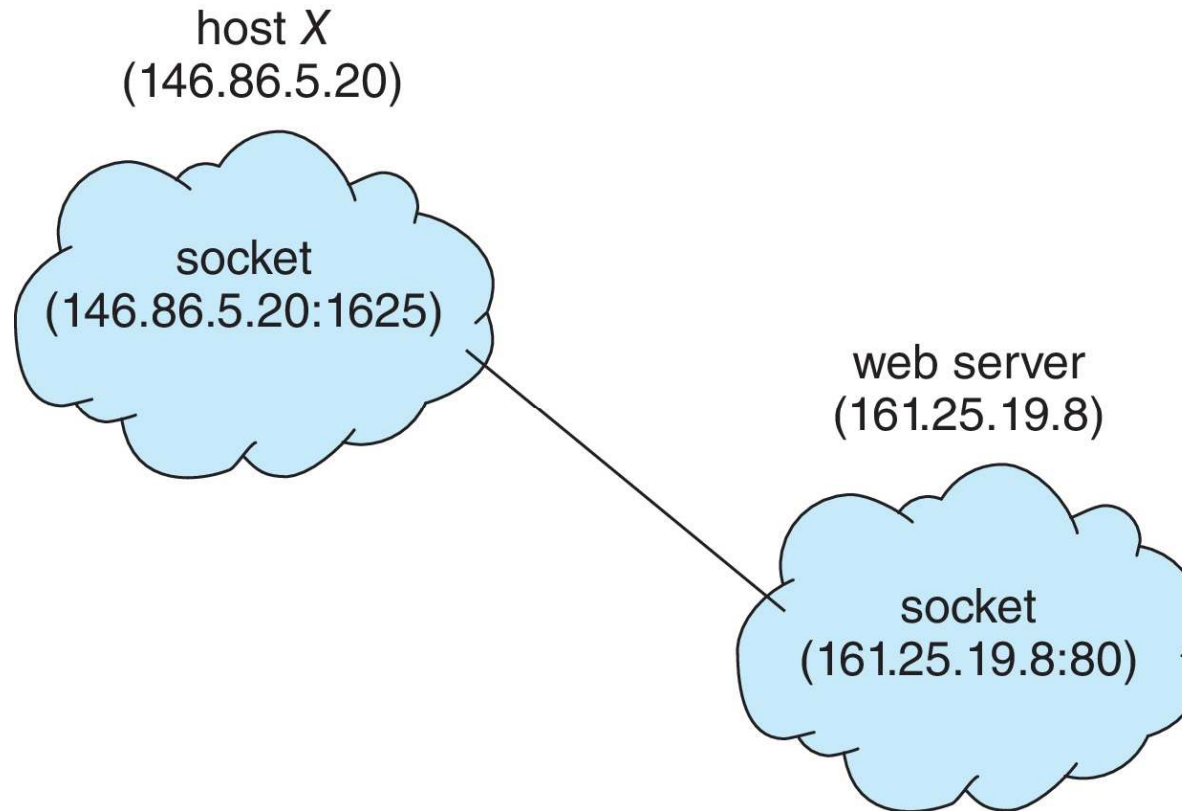 host X
(146.86.5.20)
socket
(146.86.5.20:1625)
web server
(161.25.19.8)
socket
(161.25.19.8:80)